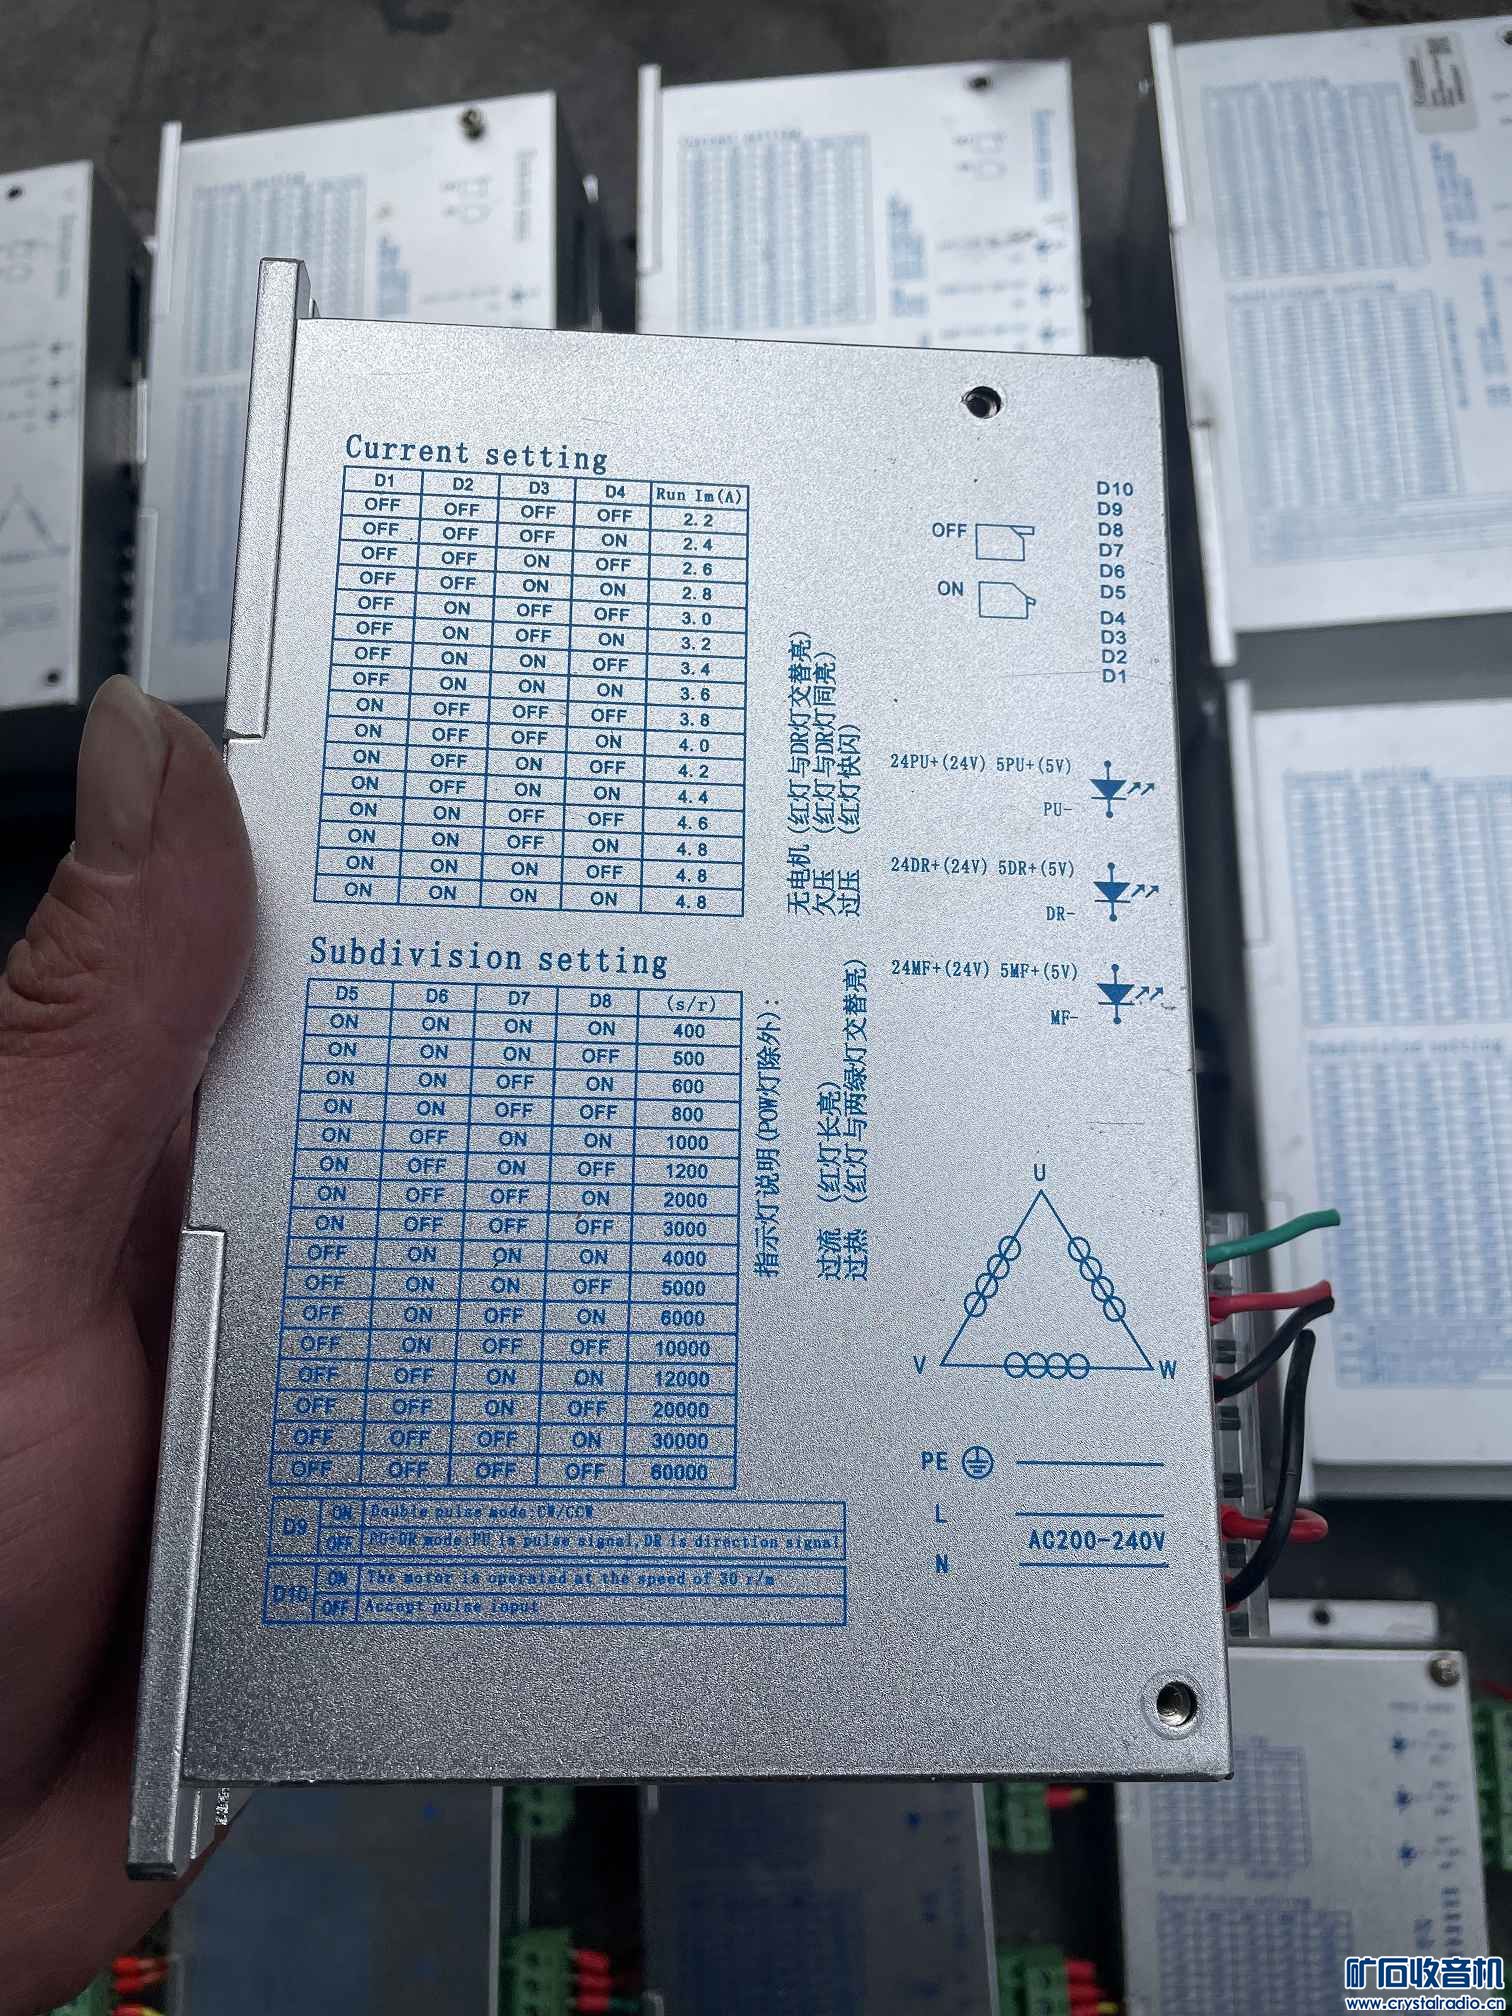 Current setting
D1 D2 D3 D4 Run Im(A)
OFF OFF OFF OFF 2.2
OFF OFF OFF ON 2.4
OFF OFF ON OFF 2.6
OFF OFF ON ON 2.8
OFF ON OFF OFF 3.0
OFF ON OFF ON 3.2
OFF ON ON OFF 3.4
OFF ON ON ON 3.6
ON OFF OFF OFF 3.8
ON OFF OFF ON 4.0
ON OFF ON OFF 4.2
ON OFF ON ON 4.4
ON ON OFF OFF 4.6
ON ON OFF ON 4.8
ON ON ON OFF 4.8
ON ON ON ON 4.8
Subdivision setting
D5 D6 D7 D8 (s/r)
ON ON ON ON 400
ON ON ON OFF 500
ON ON OFF ON 600
ON ON OFF OFF 800
ON OFF ON ON 1000
ON OFF ON OFF 1200
ON OFF OFF ON 2000
ON OFF OFF OFF 3000
OFF ON ON ON 4000
OFF ON ON OFF 5000
OFF ON OFF ON 6000
OFF ON OFF OFF 10000
OFF OFF ON ON 12000
OFF OFF ON OFF 20000
OFF OFF OFF ON 30000
OFF OFF OFF OFF 60000
D9 ON Double pulse mode:CW/CCW
OFF PU+DR mode:PU is pulse signal,DR is direction signal
D10 ON The motor is operated at the speed of 30 r/m
OFF Accept pulse input
指示灯说明(POW灯除外):
过流 (红灯长亮)
过热 (红灯与两绿灯交替亮)
无电机 (红灯与DR灯交替亮)
欠压 (红灯与DR灯同亮)
过压 (红灯快闪)
OFF
ON
D10
D9
D8
D7
D6
D5
D4
D3
D2
D1
24PU+(24V) 5PU+(5V)
PU-
24DR+(24V) 5DR+(5V)
DR-
24MF+(24V) 5MF+(5V)
MF-
U
V W
PE
L
AC200-240V
N
Current setting
Current setting
Subdivision setting
矿石收音机
www.crystalradio.cn